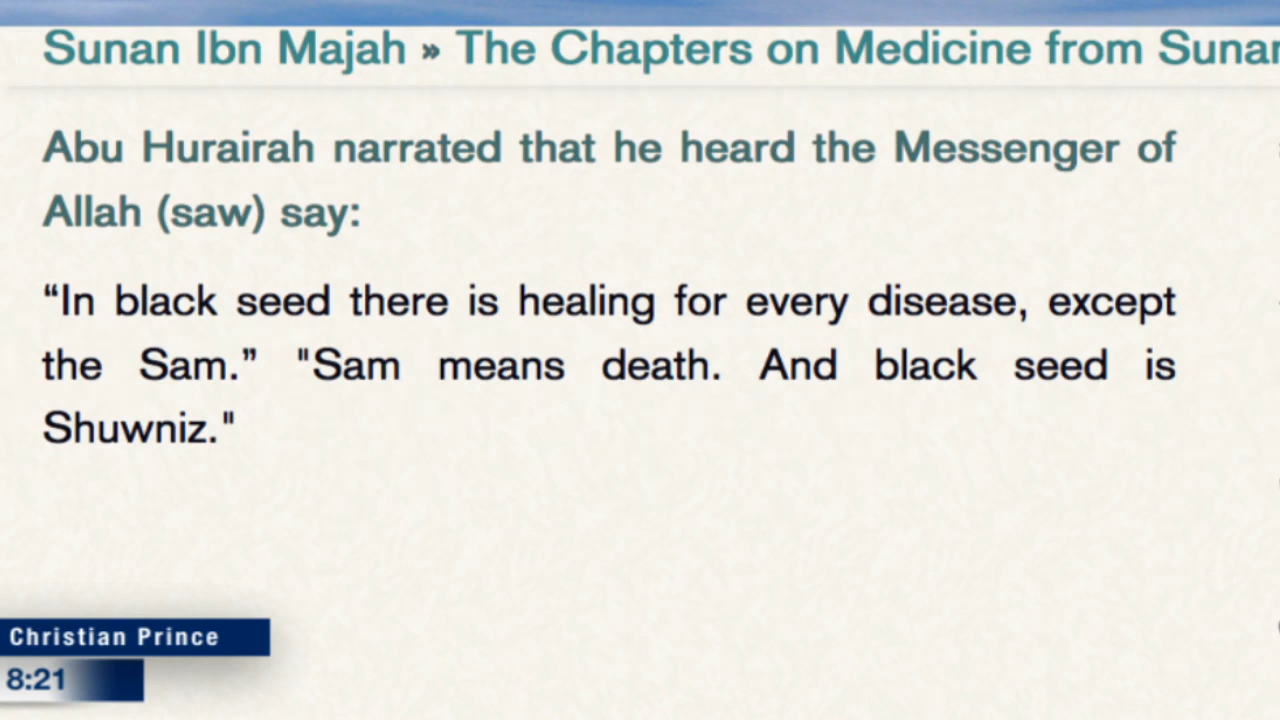 Sunan Ibn Majah » The Chapters on Medicine from Sunan
Abu Hurairah narrated that he heard the Messenger of
Allah (saw) say:
“In black seed there is healing for every disease, except
the Sam.” "Sam means death. And black seed is
Shuwniz."
Christian Prince
8:21